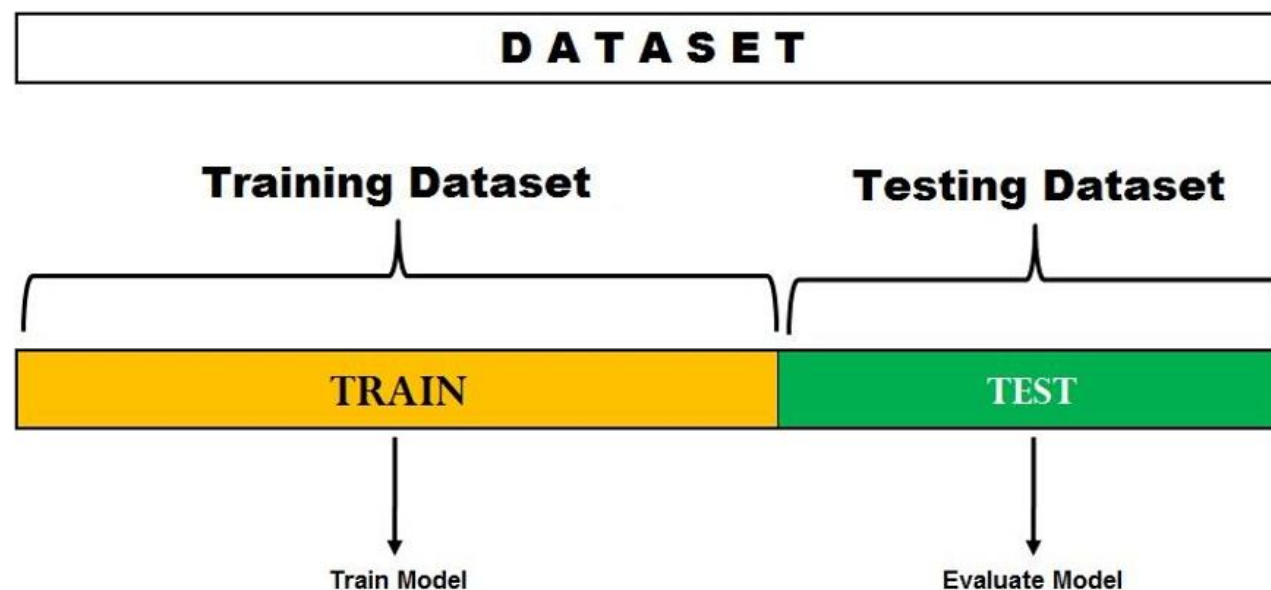 DATASET
Training Dataset
Testing Dataset
TRAIN
TEST
Train Model
Evaluate Model